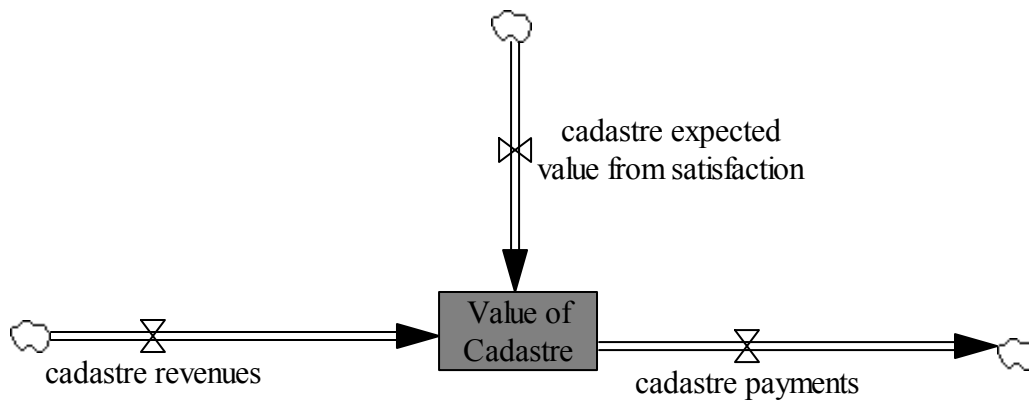 cadastre expected
value from satisfaction
Value of
Cadastre
cadastre revenues
cadastre payments